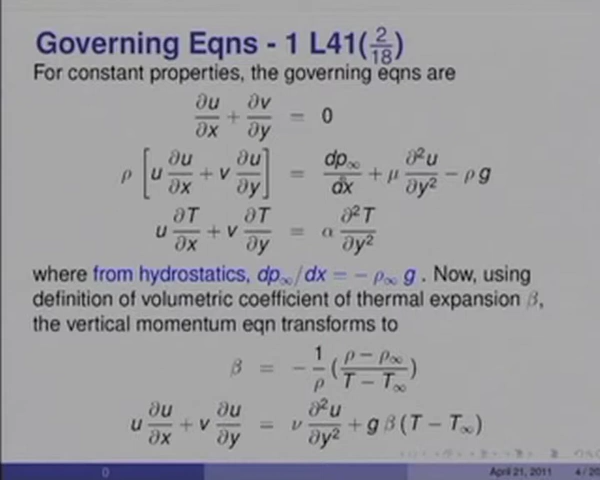 Governing Eqns - 1 L41(2/18)
For constant properties, the governing eqns are
∂u/∂x + ∂v/∂y = 0
ρ [u ∂u/∂x + v ∂u/∂y] = dp∞/dx + μ ∂²u/∂y² − ρ g
u ∂T/∂x + v ∂T/∂y = α ∂²T/∂y²
where from hydrostatics, dp∞/dx = − ρ∞ g . Now, using
definition of volumetric coefficient of thermal expansion β,
the vertical momentum eqn transforms to
β = − 1/ρ (ρ − ρ∞ / T − T∞)
u ∂u/∂x + v ∂u/∂y = ν ∂²u/∂y² + g β (T − T∞)
0 April 21, 2011 4 / 20